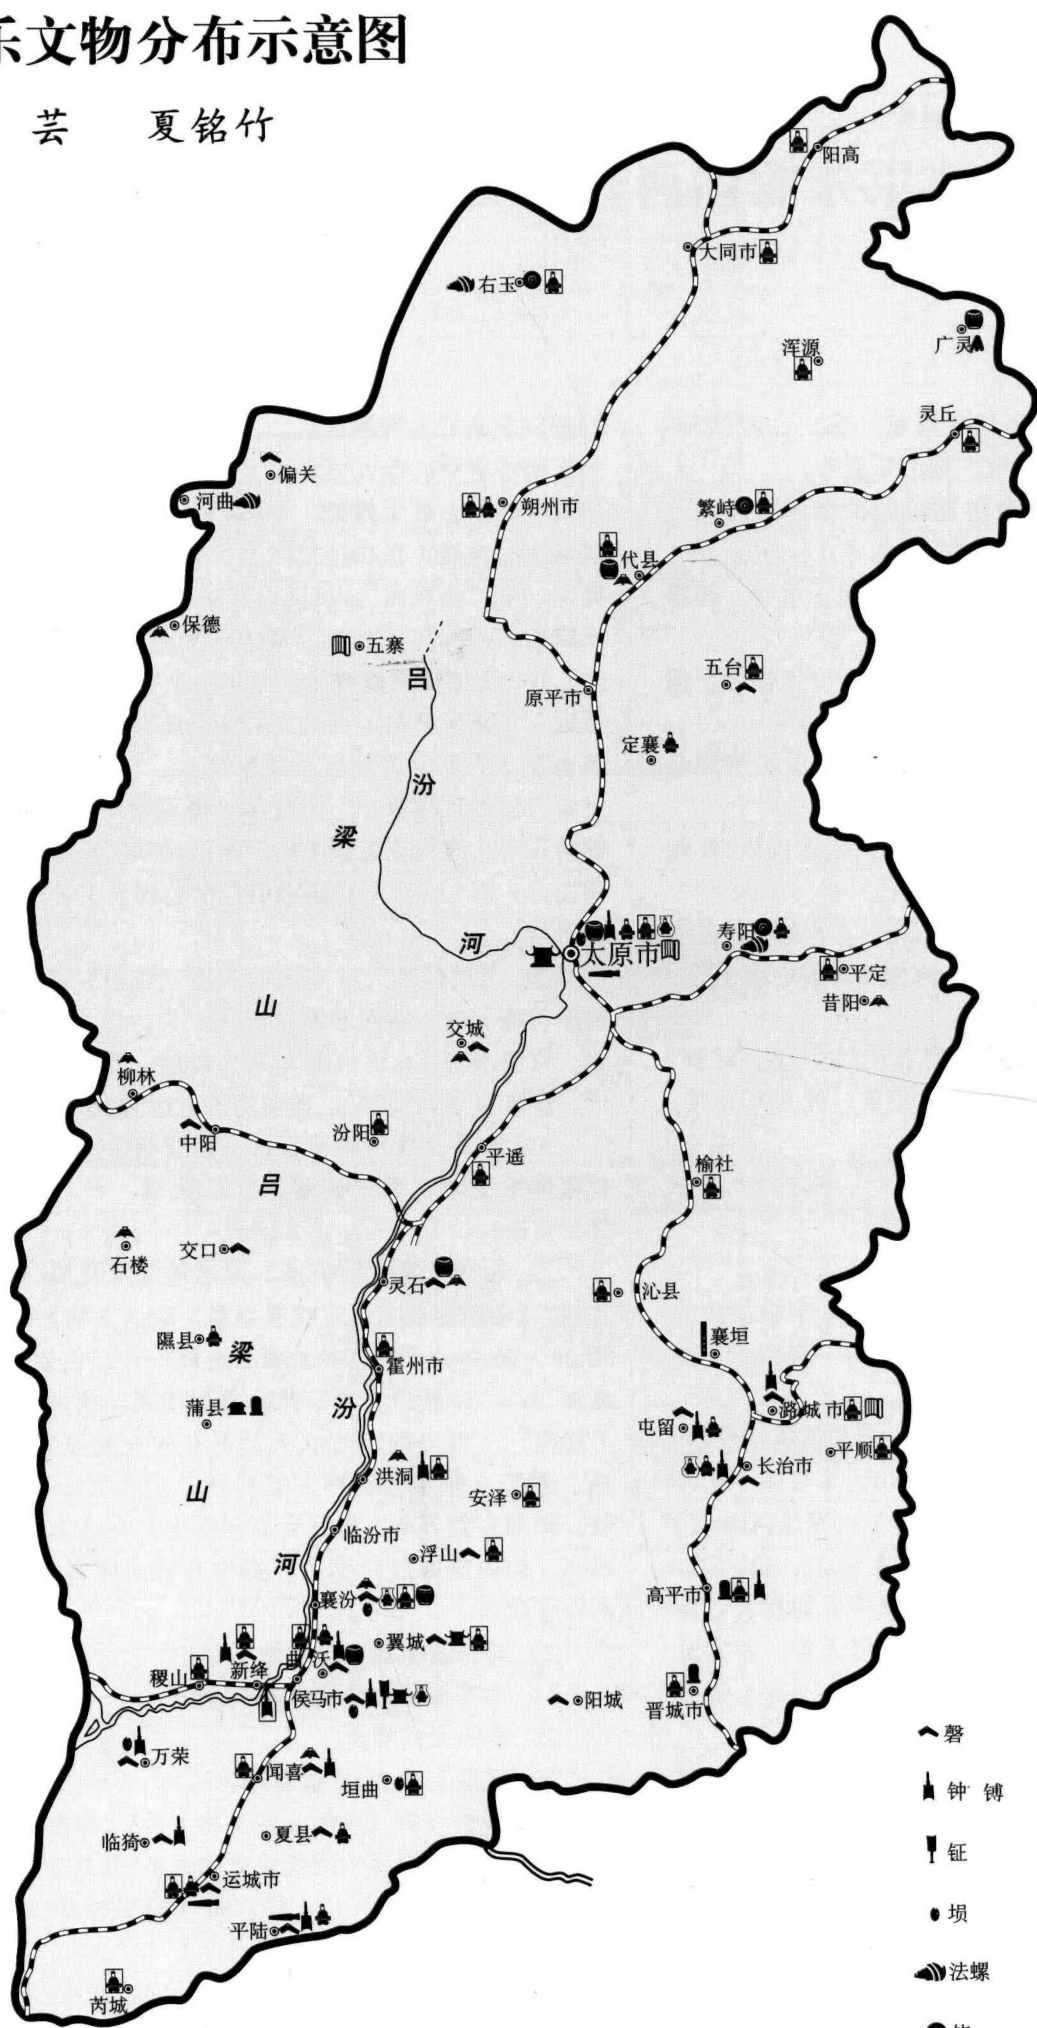 乐文物分布示意图
芸 夏铭竹
阳高
大同市
右玉
浑源
广灵
灵丘
偏关
河曲
朔州市
繁峙
代县
保德
五寨
吕
五台
原平市
定襄
汾
梁
河
太原市
寿阳
平定
昔阳
山
交城
柳林
中阳
汾阳
平遥
榆社
吕
石楼
交口
灵石
沁县
隰县
梁
霍州市
襄垣
蒲县
汾
潞城市
屯留
平顺
洪洞
长治市
山
安泽
临汾市
浮山
河
襄汾
高平市
翼城
曲沃
稷山
新绛
侯马市
阳城
晋城市
万荣
闻喜
垣曲
临猗
夏县
运城市
平陆
芮城
磬
钟 镈
钲
埙
法螺